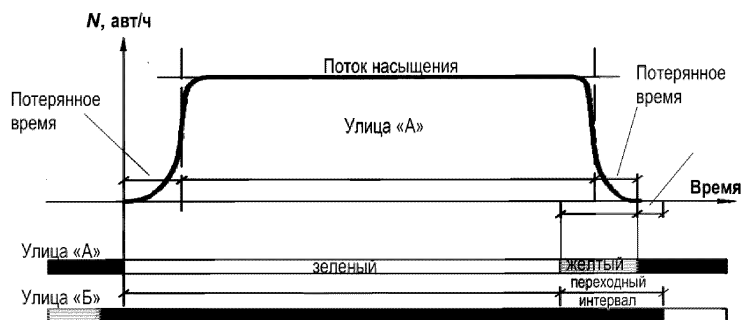 N, авт/ч
Поток насыщения
Потерянное
время
Потерянное
время
Улица «А»
Время
Улица «А»
зеленый
желтый
переходный
интервал
Улица «Б»